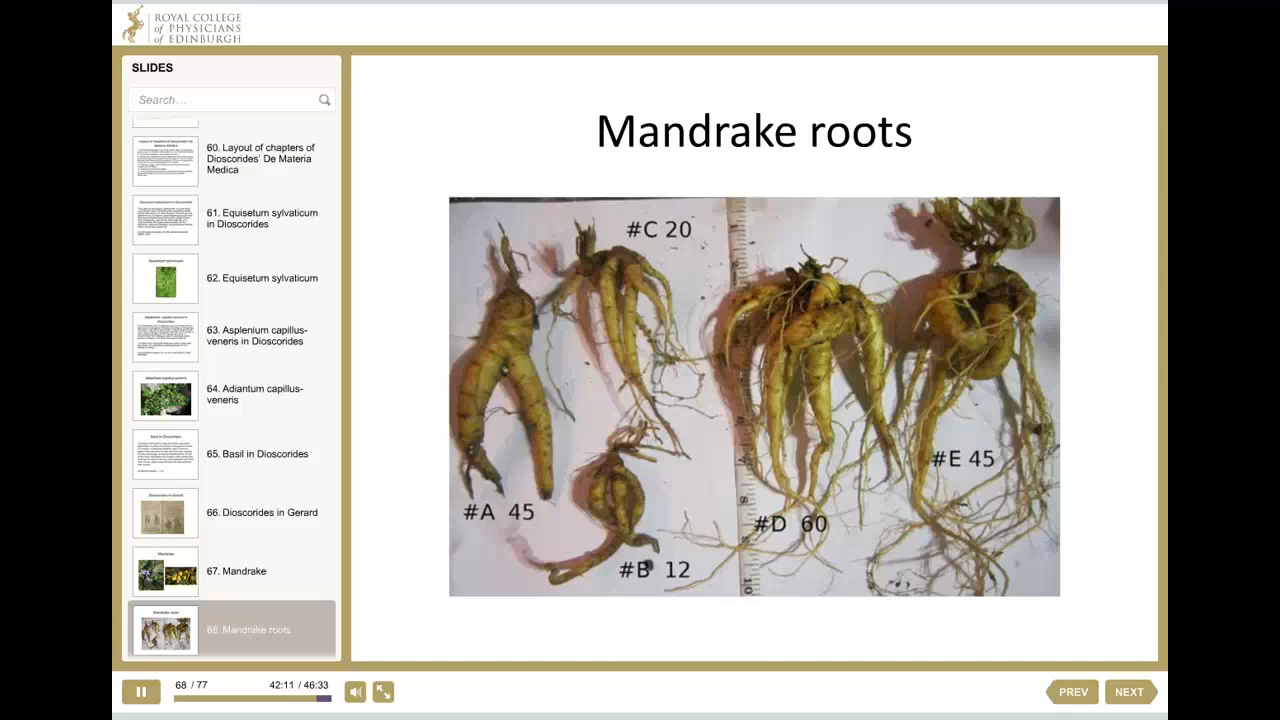 ROYAL COLLEGE
of PHYSICIANS
of EDINBURGH
SLIDES
Search...
60. Layout of chapters of
Dioscorides' De Materia
Medica
61. Equisetum sylvaticum
in Dioscorides
62. Equisetum sylvaticum
63. Asplenium capillus-
veneris in Dioscorides
64. Adiantum capillus-
veneris
65. Basil in Dioscorides
66. Dioscorides in Gerard
67. Mandrake
68. Mandrake roots
Mandrake roots
#C 20
#A 45
#B 12
#D 60
#E 45
68 / 77
42:11 / 46:33
PREV
NEXT